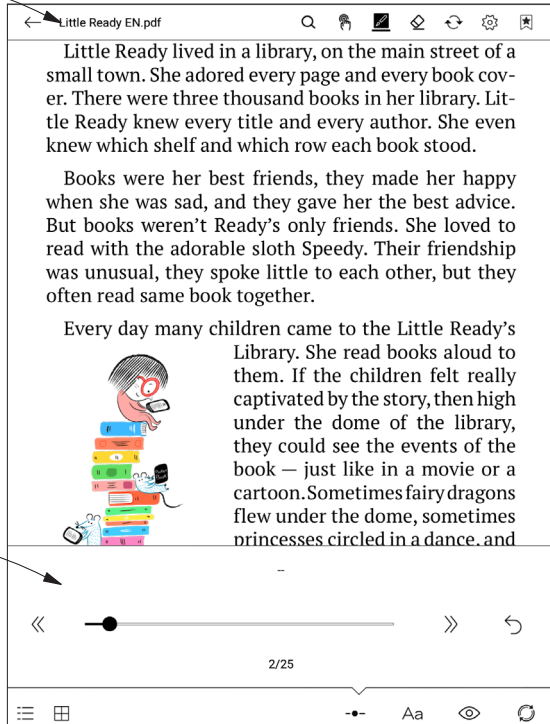 Little Ready EN.pdf
Little Ready lived in a library, on the main street of a
small town. She adored every page and every book cov-
er. There were three thousand books in her library. Lit-
tle Ready knew every title and every author. She even
knew which shelf and which row each book stood.
Books were her best friends, they made her happy
when she was sad, and they gave her the best advice.
But books weren't Ready's only friends. She loved to
read with the adorable sloth Speedy. Their friendship
was unusual, they spoke little to each other, but they
often read same book together.
Every day many children came to the Little Ready's
Library. She read books aloud to
them. If the children felt really
captivated by the story, then high
under the dome of the library,
they could see the events of the
book — just like in a movie or a
cartoon. Sometimes fairy dragons
flew under the dome, sometimes
princesses circled in a dance, and
--
2/25
Aa